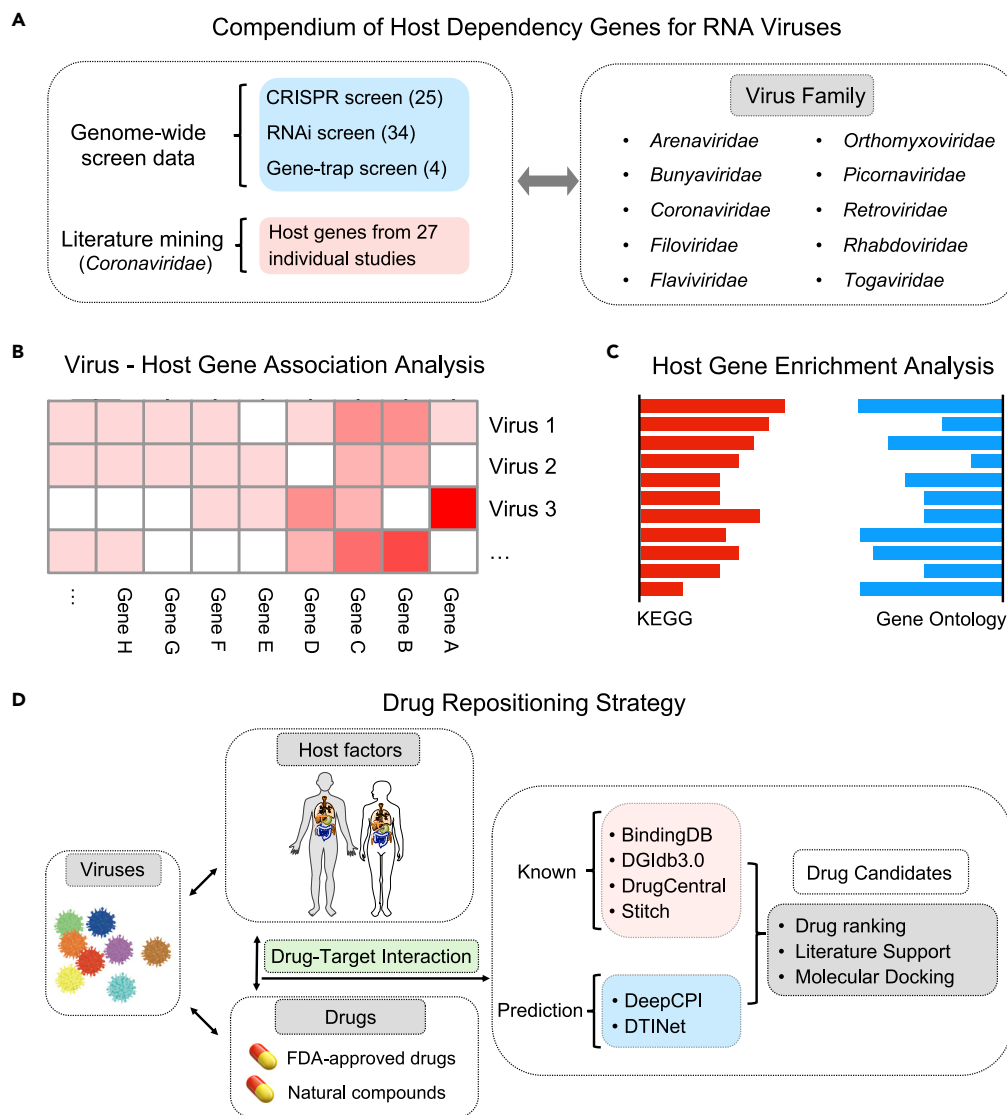 A
Compendium of Host Dependency Genes for RNA Viruses
Genome-wide
screen data
CRISPR screen (25)
RNAi screen (34)
Gene-trap screen (4)
Literature mining
(Coronaviridae)
Host genes from 27
individual studies
Virus Family
• Arenaviridae
• Bunyaviridae
• Coronaviridae
• Filoviridae
• Flaviviridae
• Orthomyxoviridae
• Picornaviridae
• Retroviridae
• Rhabdoviridae
• Togaviridae
B
Virus - Host Gene Association Analysis
Virus 1
Virus 2
Virus 3
...
...
Gene H
Gene G
Gene F
Gene E
Gene D
Gene C
Gene B
Gene A
C
Host Gene Enrichment Analysis
KEGG
Gene Ontology
D
Drug Repositioning Strategy
Viruses
Host factors
Drug-Target Interaction
Drugs
FDA-approved drugs
Natural compounds
Known
• BindingDB
• DGIdb3.0
• DrugCentral
• Stitch
Prediction
• DeepCPI
• DTINet
Drug Candidates
• Drug ranking
• Literature Support
• Molecular Docking